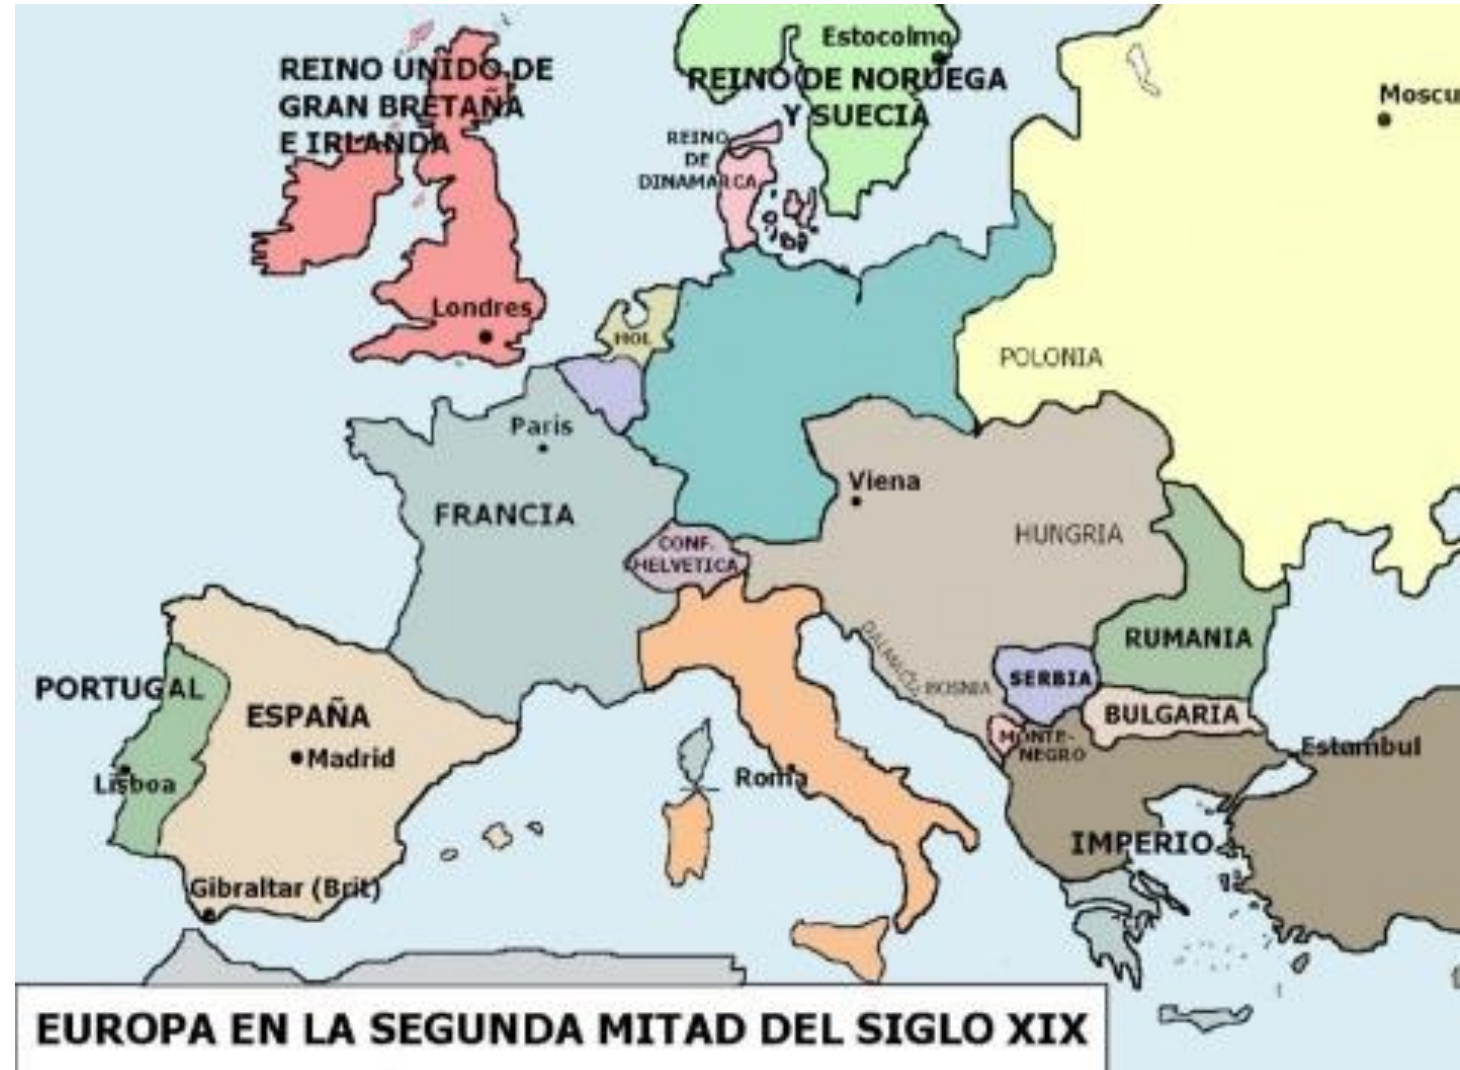 REINO UNIDO DE
GRAN BRETAÑA
E IRLANDA
Estocolmo
REINO DE NORUEGA
Y SUECIA
Moscu
REINO
DE
DINAMARCA
Londres
HOL
POLONIA
Paris
Viena
FRANCIA
HUNGRIA
CONF.
HELVETICA
DALMACIA
BOSNIA
RUMANIA
SERBIA
PORTUGAL
ESPAÑA
BULGARIA
MONTE-
NEGRO
Estambul
Madrid
Lisboa
Roma
IMPERIO
Gibraltar (Brit)
EUROPA EN LA SEGUNDA MITAD DEL SIGLO XIX